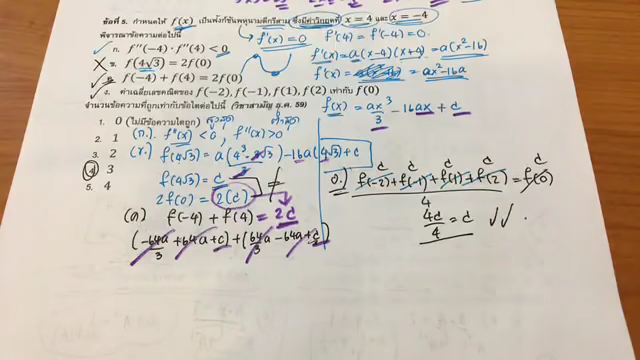 ข้อที่ 5. กำหนดให้ f(x) เป็นฟังก์ชันพหุนามดีกรีสาม ซึ่งมีค่าวิกฤตที่ x = 4 และ x = -4
พิจารณาข้อความต่อไปนี้
f'(x) = 0
f'(4) = f'(-4) = 0
✓ ก. f''(-4)·f''(4) < 0
f'(x) = a(x-4)(x+4) = a(x²-16)
✗ ข. f(4√3) = 2f(0)
f'(x) = ax² - 16a
✓ ค. f(-4) + f(4) = 2f(0)
✓ ง. ค่าเฉลี่ยเลขคณิตของ f(-2), f(-1), f(1), f(2) เท่ากับ f(0)
f(x) = ax³/3 - 16ax + c
จำนวนข้อความที่ถูกเท่ากับข้อใดต่อไปนี้ (วิชาสามัญ ธ.ค. 59)
1. 0 (ไม่มีข้อความใดถูก)
สูงสุด ต่ำสุด
2. 1
(ก.) f''(x) < 0, f''(x) > 0
3. 2
(ข.) f(4√3) = a(4³·3√3)/3 - 16a(4√3) + c
4. 3
f(4√3) = c
5. 4
2f(0) = 2(c)
≠
(ค) f(-4) + f(4) = 2c
(-64a/3 + 64a + c) + (64a/3 - 64a + c)
ง.) f(-2) + f(-1) + f(1) + f(2) / 4 = f(0)
c c c c c
4c/4 = c ✓✓